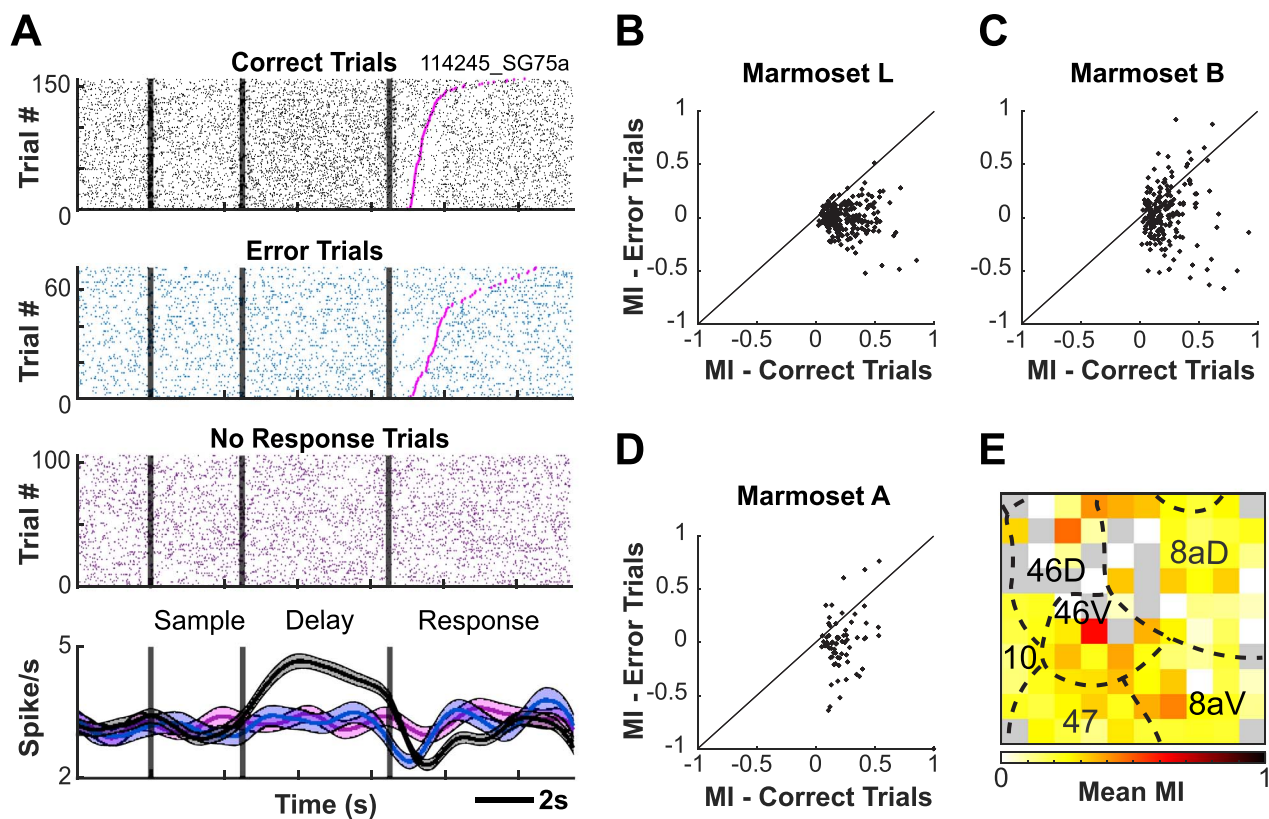 A
Correct Trials 114245_SG75a
150
Trial #
0
Error Trials
60
Trial #
0
No Response Trials
100
Trial #
0
Sample Delay Response
5
Spike/s
2
Time (s) 2s
B
Marmoset L
1
0.5
0
-0.5
-1
MI - Error Trials
-1 -0.5 0 0.5 1
MI - Correct Trials
C
Marmoset B
1
0.5
0
-0.5
-1
-1 -0.5 0 0.5 1
MI - Correct Trials
D
Marmoset A
1
0.5
0
-0.5
-1
MI - Error Trials
-1 -0.5 0 0.5 1
MI - Correct Trials
E
8aD
46D
46V
10
8aV
47
0 1
Mean MI